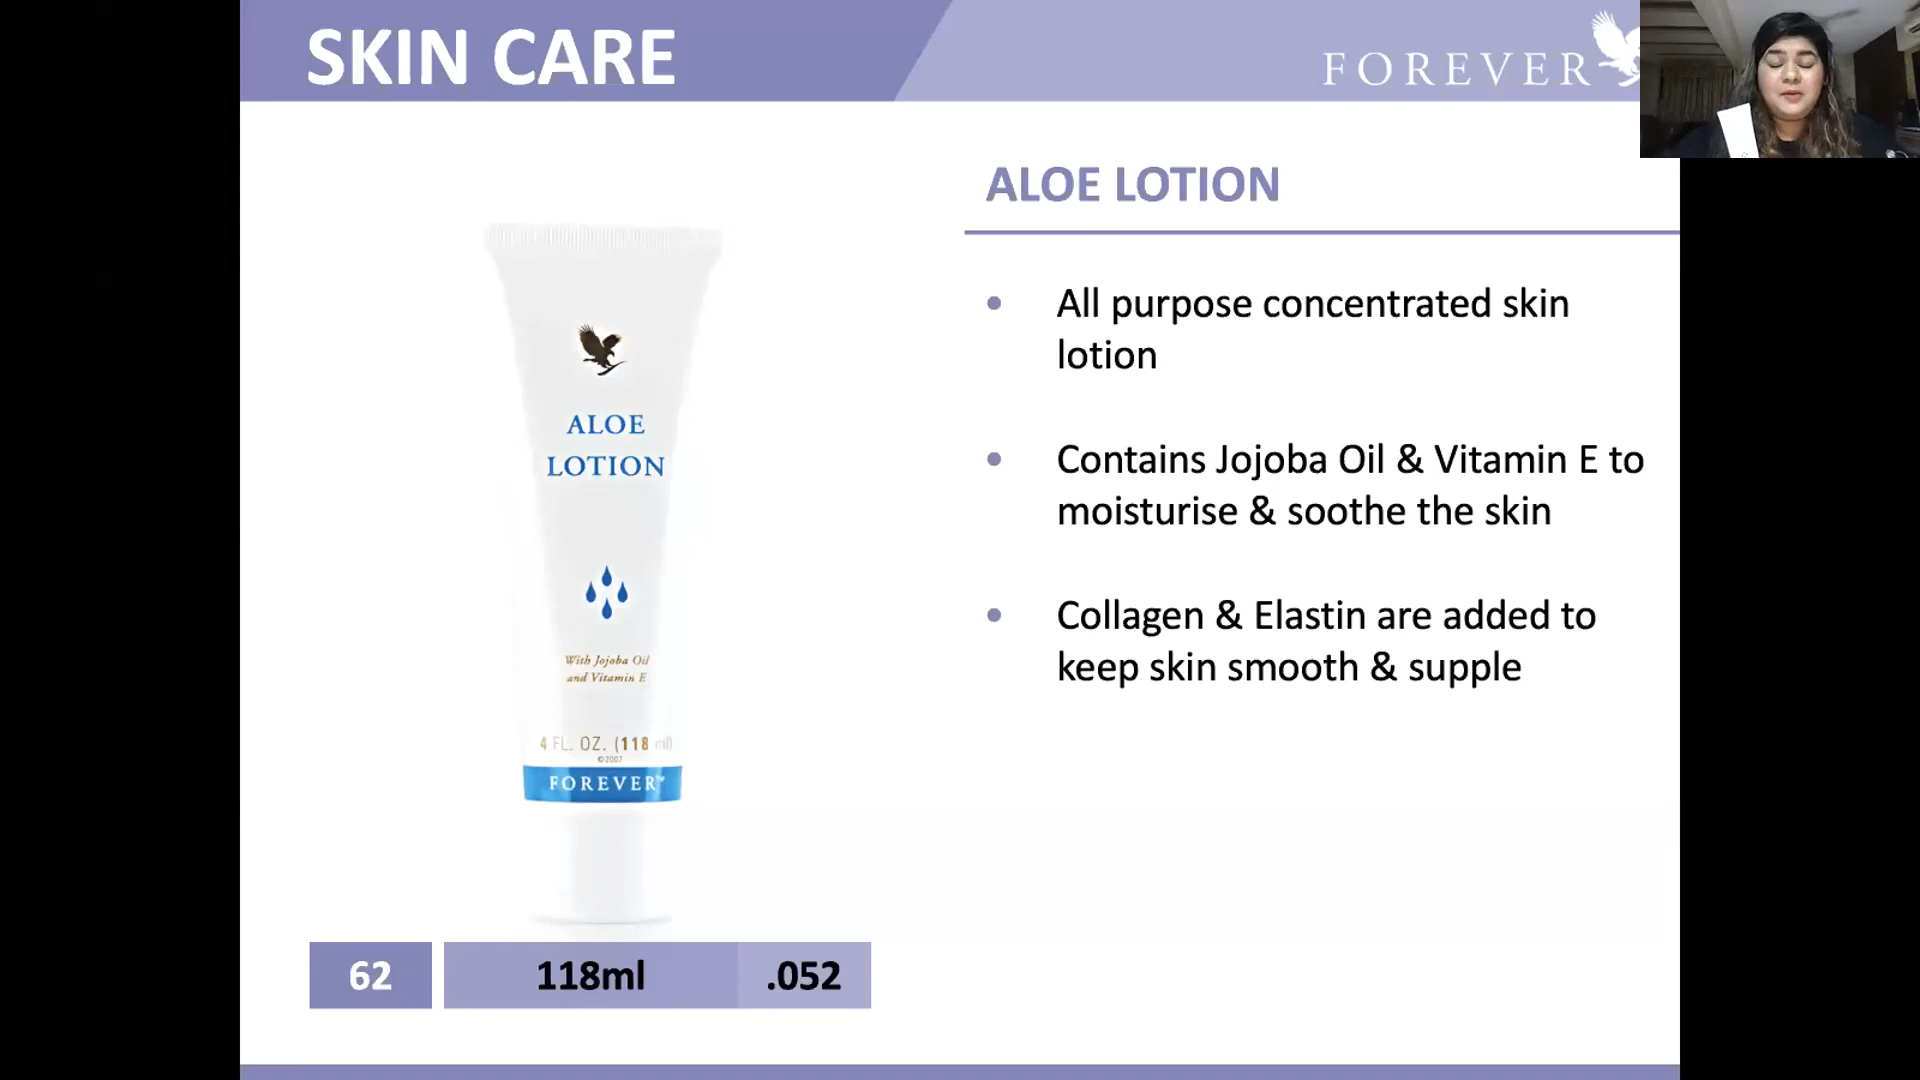 SKIN CARE
FOREVER
ALOE LOTION
All purpose concentrated skin
lotion
Contains Jojoba Oil & Vitamin E to
moisturise & soothe the skin
Collagen & Elastin are added to
keep skin smooth & supple
ALOE
LOTION
With Jojoba Oil
and Vitamin E
4 FL. OZ. (118 ml)
©2007
FOREVER™
62
118ml
.052